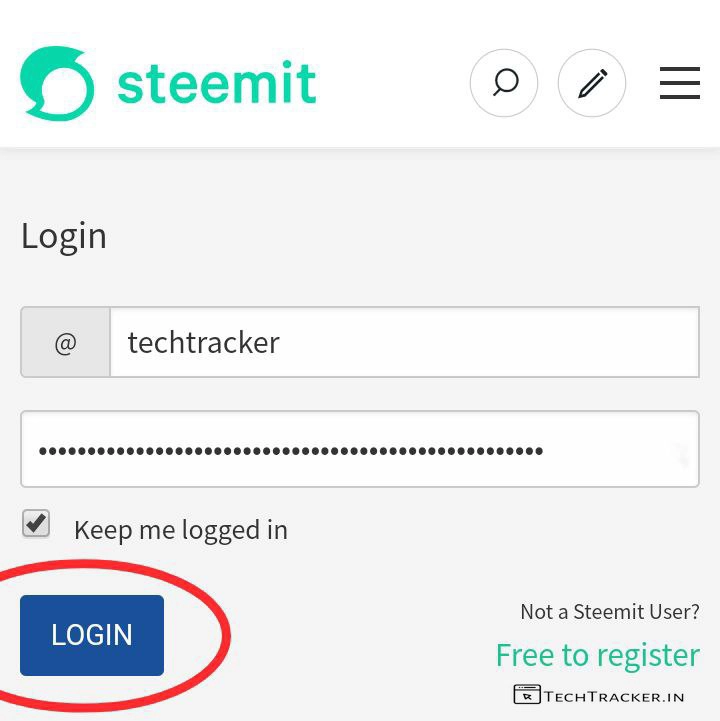 steemit
Login
@ techtracker
••••••••••••••••••••••••••••••••••••••••••••••••••••
Keep me logged in
LOGIN
Not a Steemit User?
Free to register
TECHTRACKER.IN